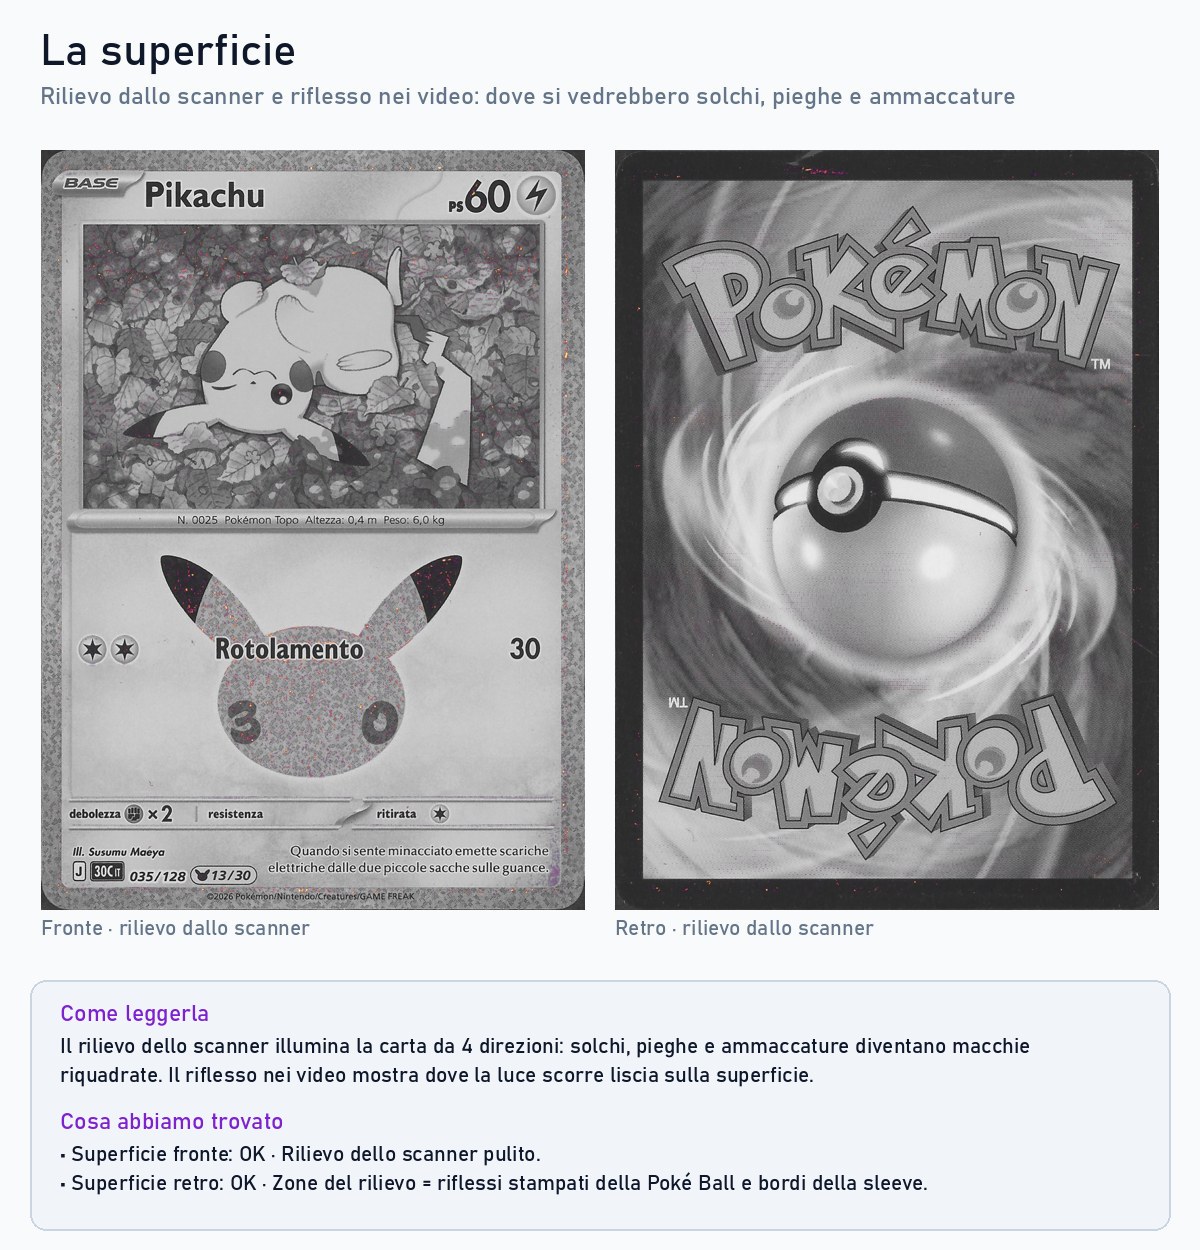 La superficie
Rilievo dallo scanner e riflesso nei video: dove si vedrebbero solchi, pieghe e ammaccature
BASE
Pikachu
PS60
N. 0025 Pokémon Topo Altezza: 0,4 m Peso: 6,0 kg
Rotolamento
30
3 0
debolezza ×2 resistenza ritirata
Ill. Susumu Maeya
Quando si sente minacciato emette scariche
elettriche dalle due piccole sacche sulle guance.
J 30C IT 035/128 13/30
©2026 Pokémon/Nintendo/Creatures/GAME FREAK
Fronte · rilievo dallo scanner
Pokémon
TM
TM
Pokémon
Retro · rilievo dallo scanner
Come leggerla
Il rilievo dello scanner illumina la carta da 4 direzioni: solchi, pieghe e ammaccature diventano macchie
riquadrate. Il riflesso nei video mostra dove la luce scorre liscia sulla superficie.
Cosa abbiamo trovato
• Superficie fronte: OK · Rilievo dello scanner pulito.
• Superficie retro: OK · Zone del rilievo = riflessi stampati della Poké Ball e bordi della sleeve.